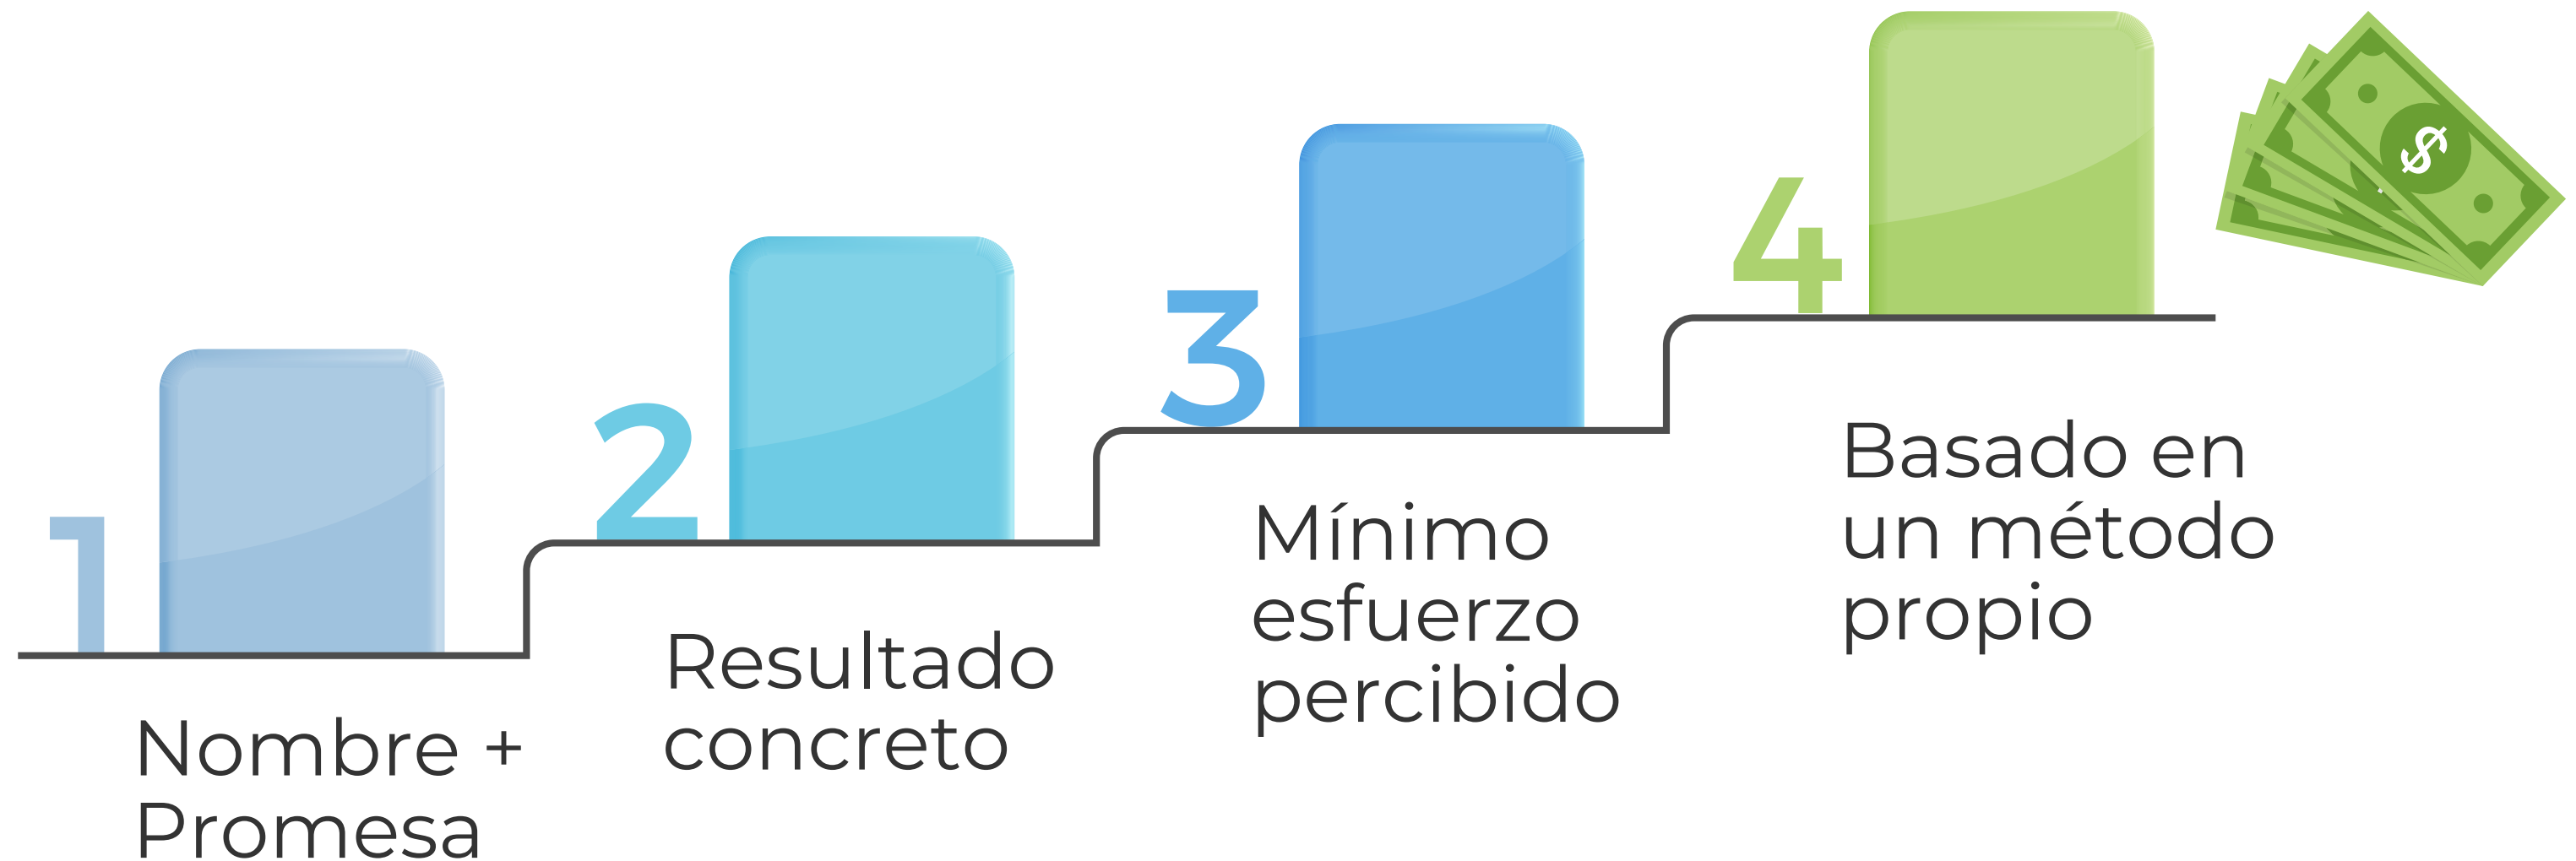 1
Nombre +
Promesa
2
Resultado
concreto
3
Mínimo
esfuerzo
percibido
4
Basado en
un método
propio
$